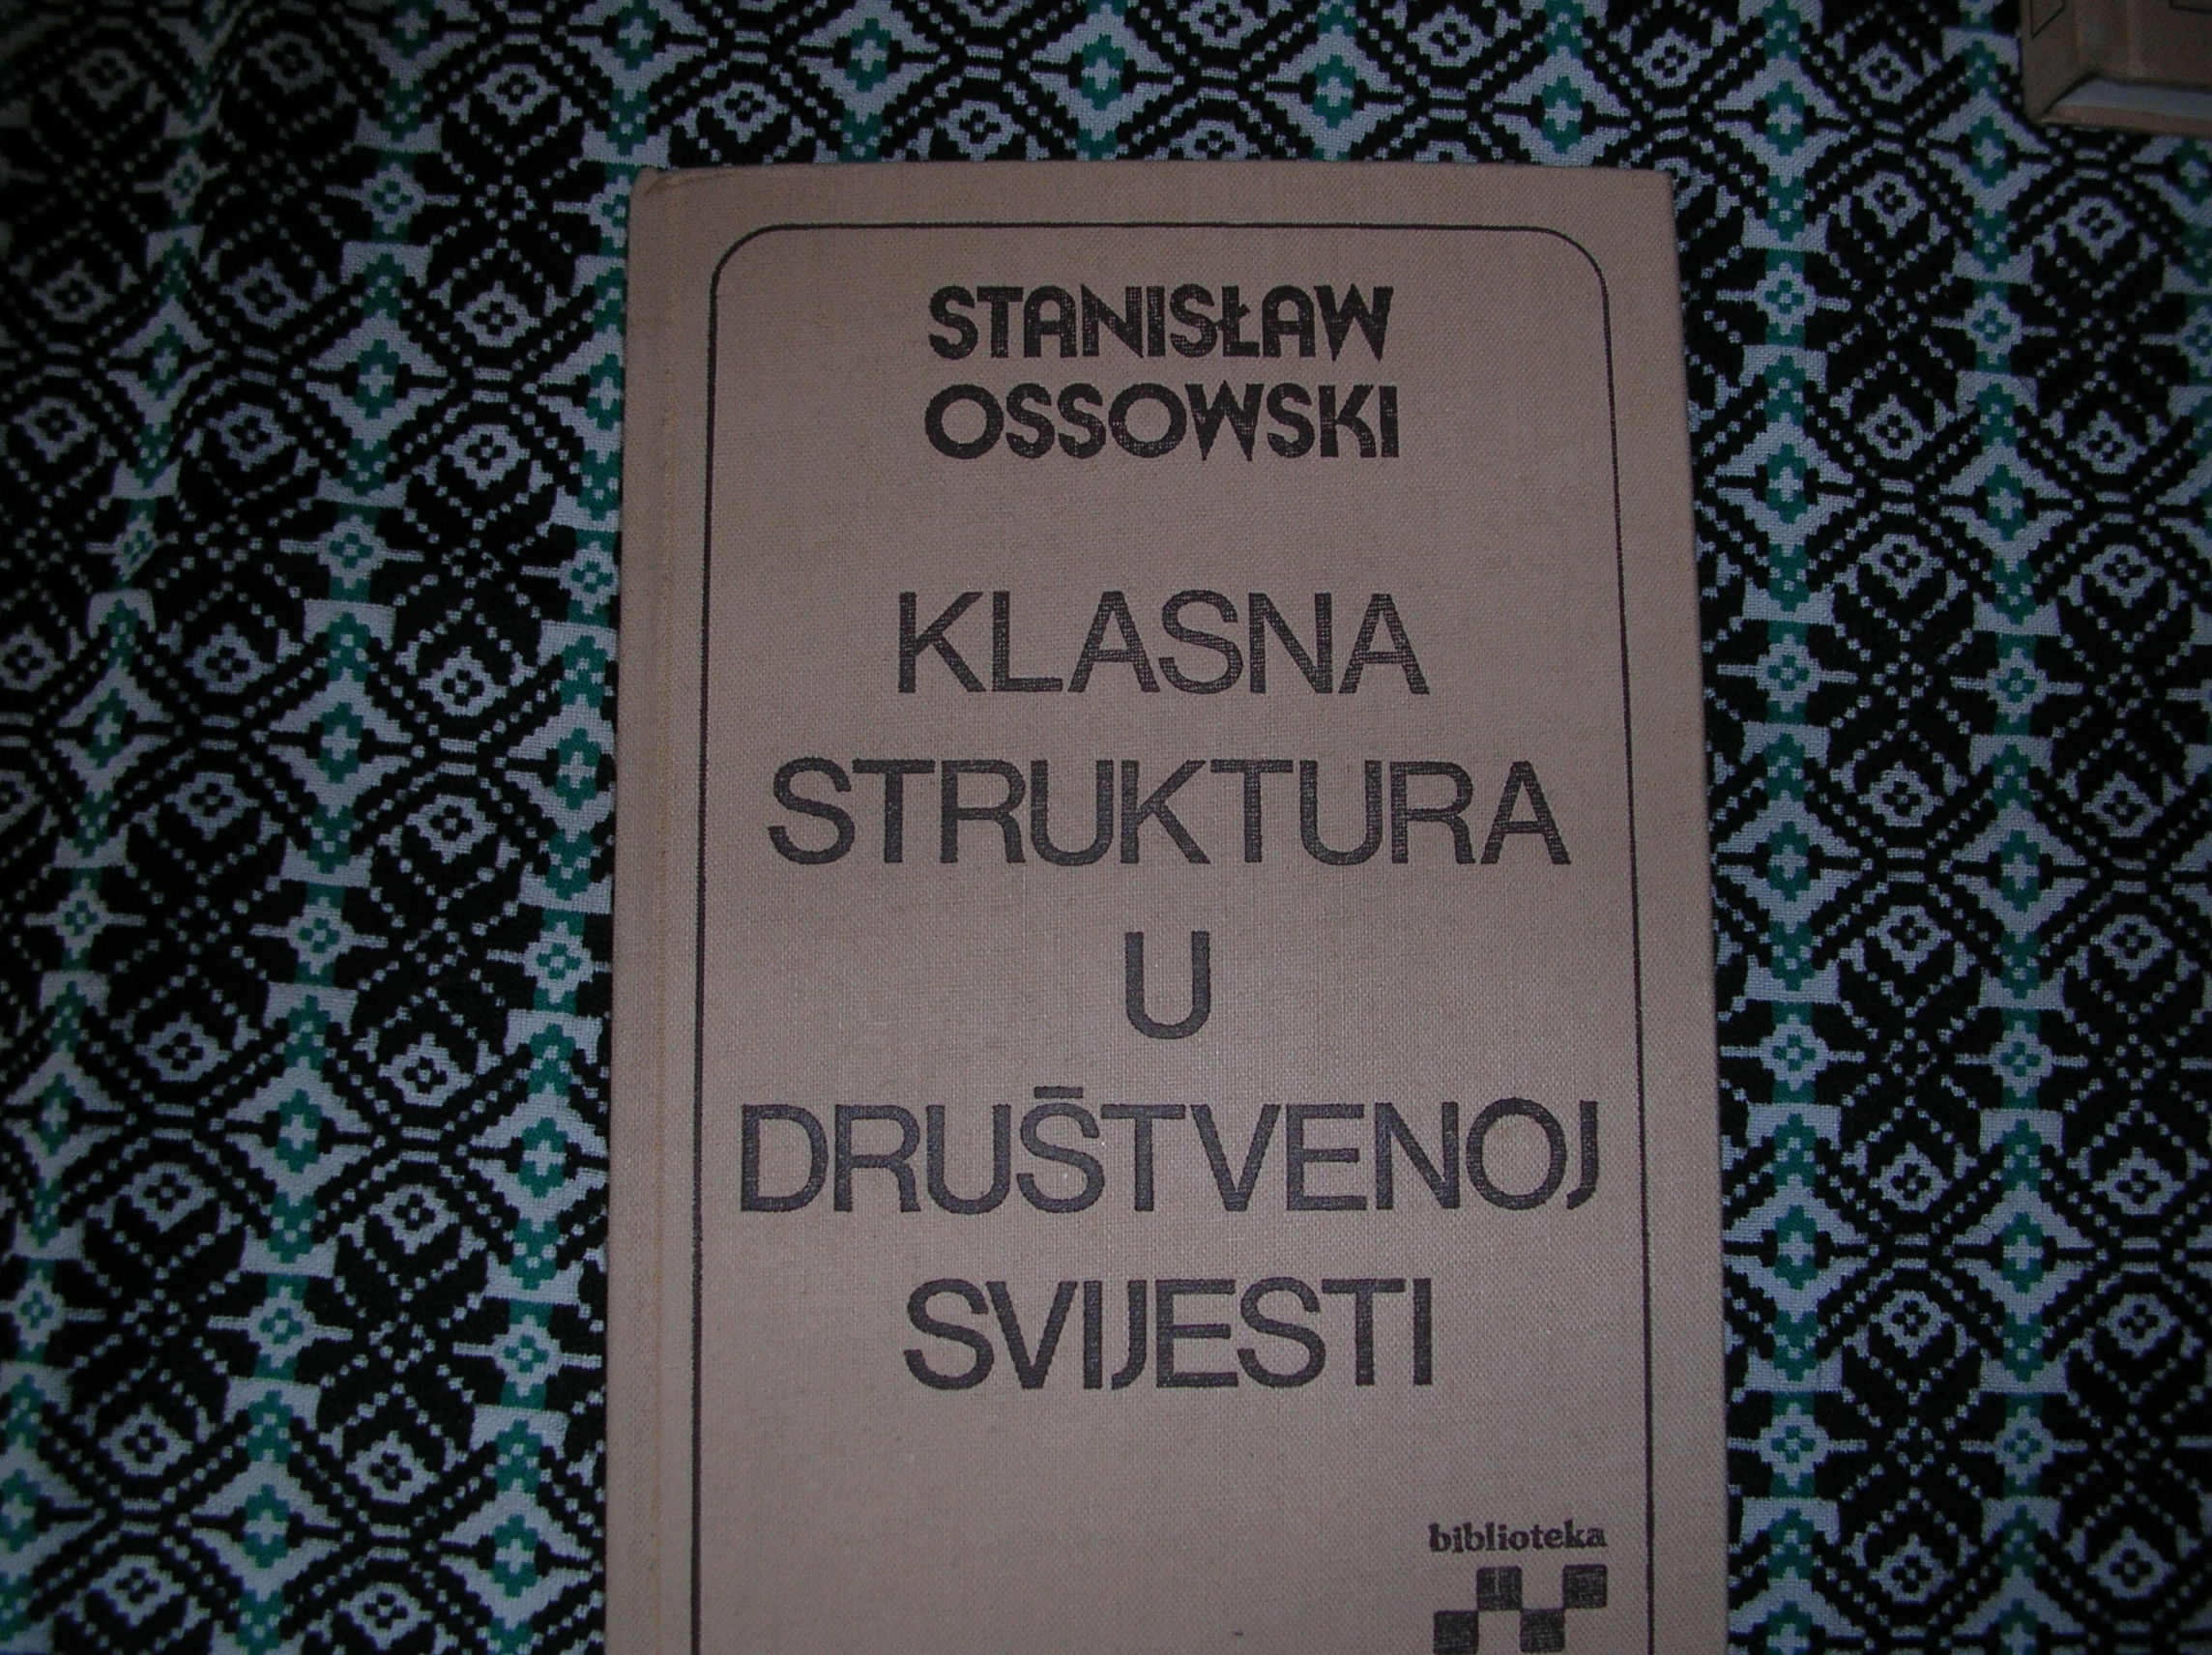 STANISŁAW
OSSOWSKI
KLASNA
STRUKTURA
U
DRUŠTVENOJ
SVIJESTI
biblioteka